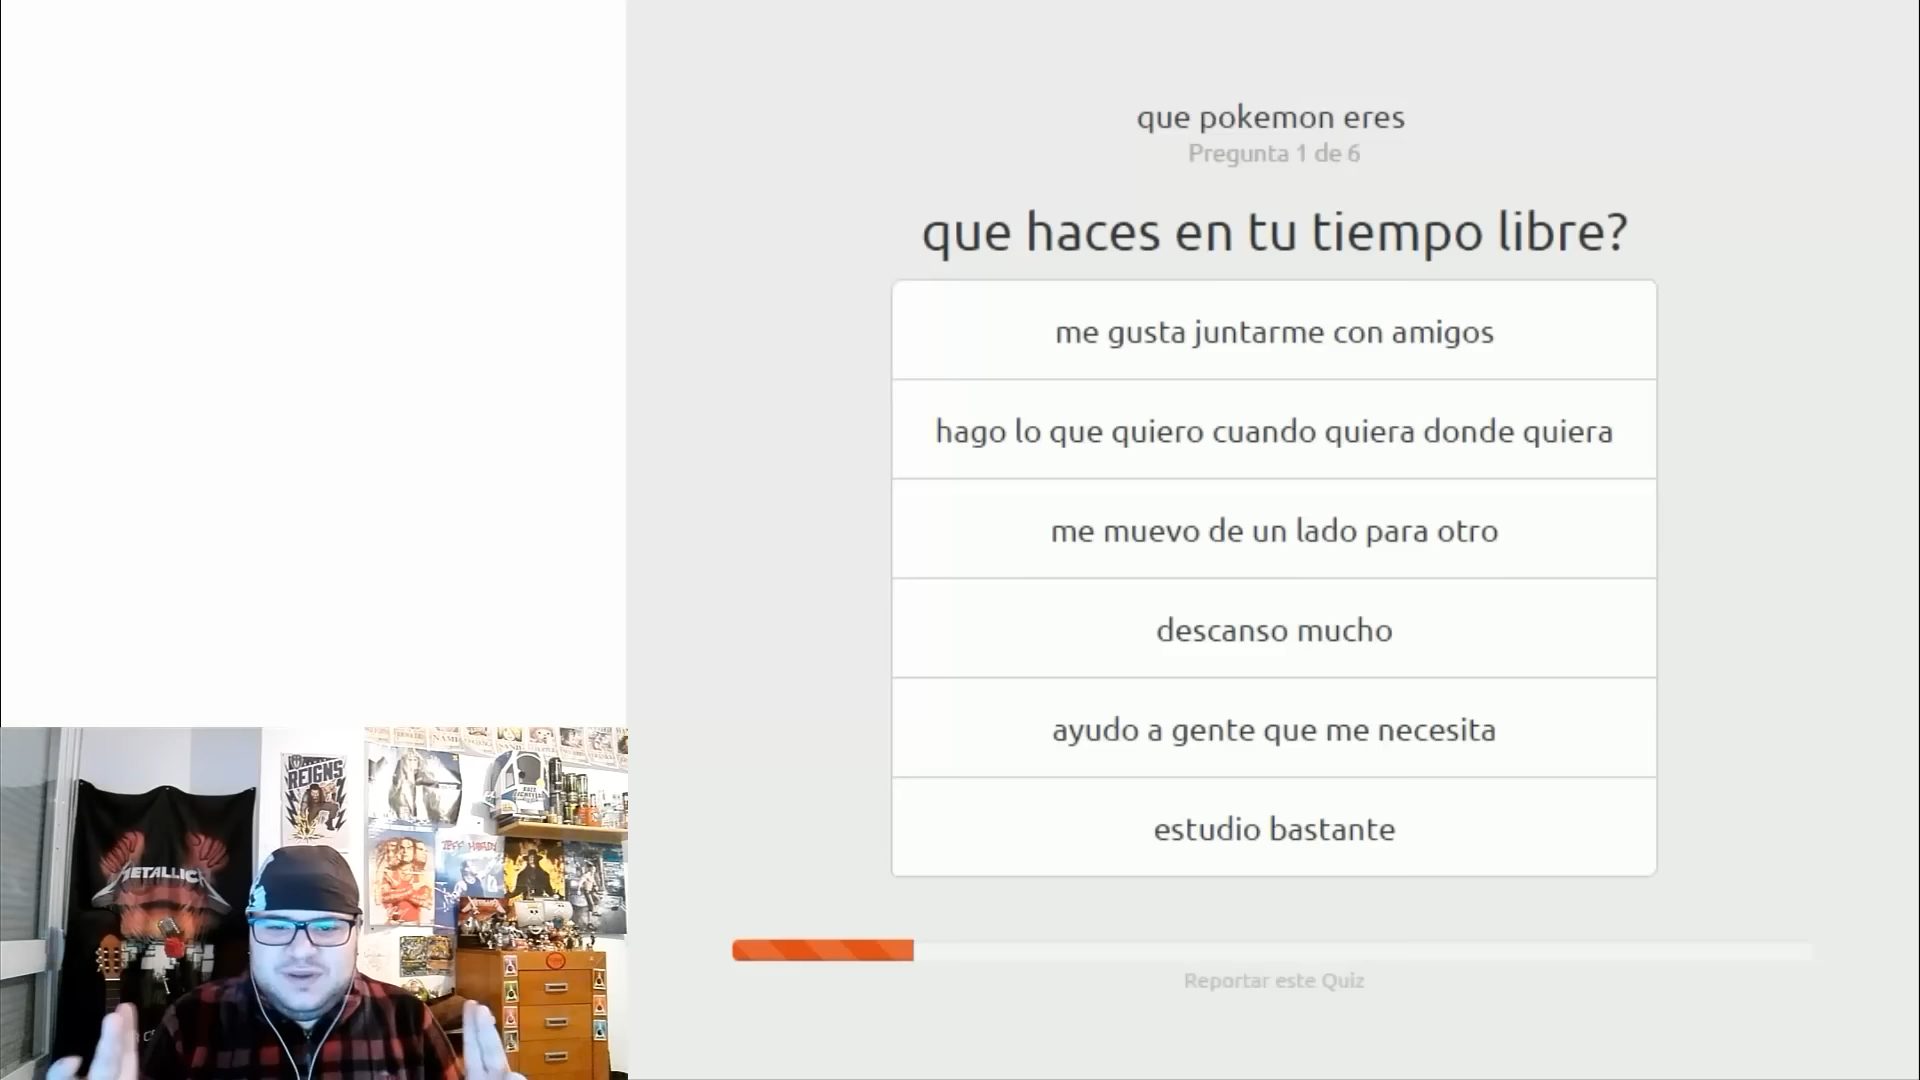 que pokemon eres
Pregunta 1 de 6
que haces en tu tiempo libre?
me gusta juntarme con amigos
hago lo que quiero cuando quiera donde quiera
me muevo de un lado para otro
descanso mucho
ayudo a gente que me necesita
estudio bastante
Reportar este Quiz
REIGNS
METALLICA
JEFF HARDY